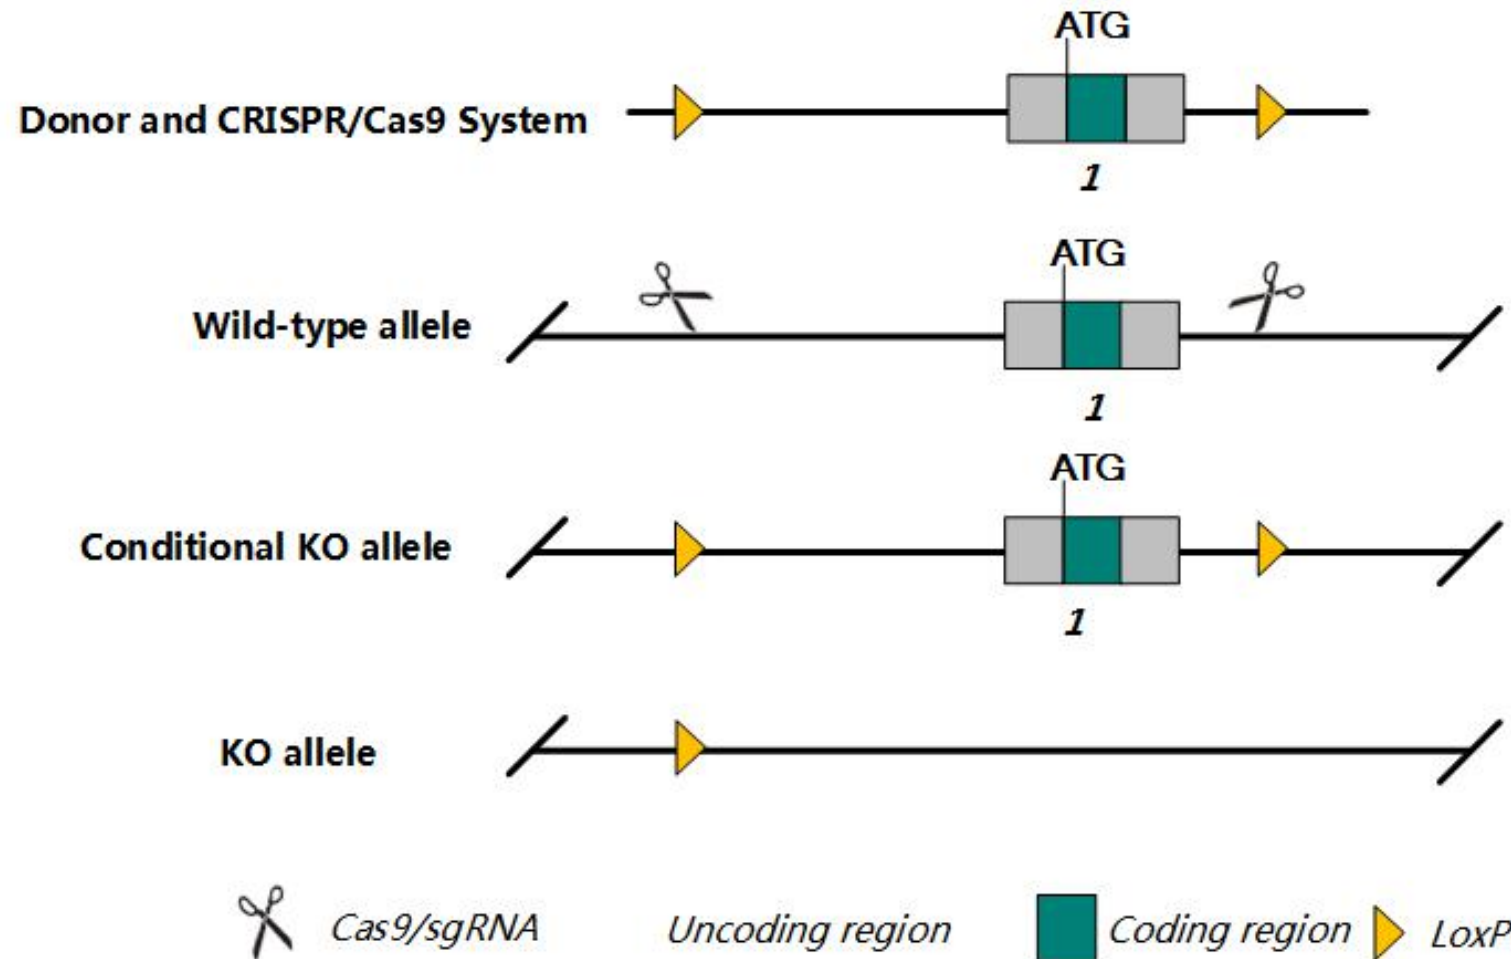 ATG
Donor and CRISPR/Cas9 System
1
ATG
Wild-type allele
1
ATG
Conditional KO allele
1
KO allele
Cas9/sgRNA Uncoding region Coding region LoxP